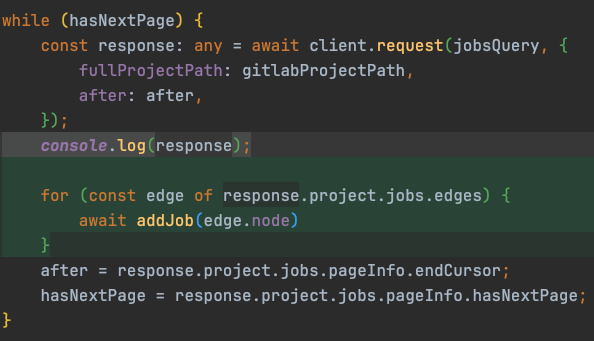 while (hasNextPage) {
    const response: any = await client.request(jobsQuery, {
        fullProjectPath: gitlabProjectPath,
        after: after,
    });
    console.log(response);
    for (const edge of response.project.jobs.edges) {
        await addJob(edge.node)
    }
    after = response.project.jobs.pageInfo.endCursor;
    hasNextPage = response.project.jobs.pageInfo.hasNextPage;
}